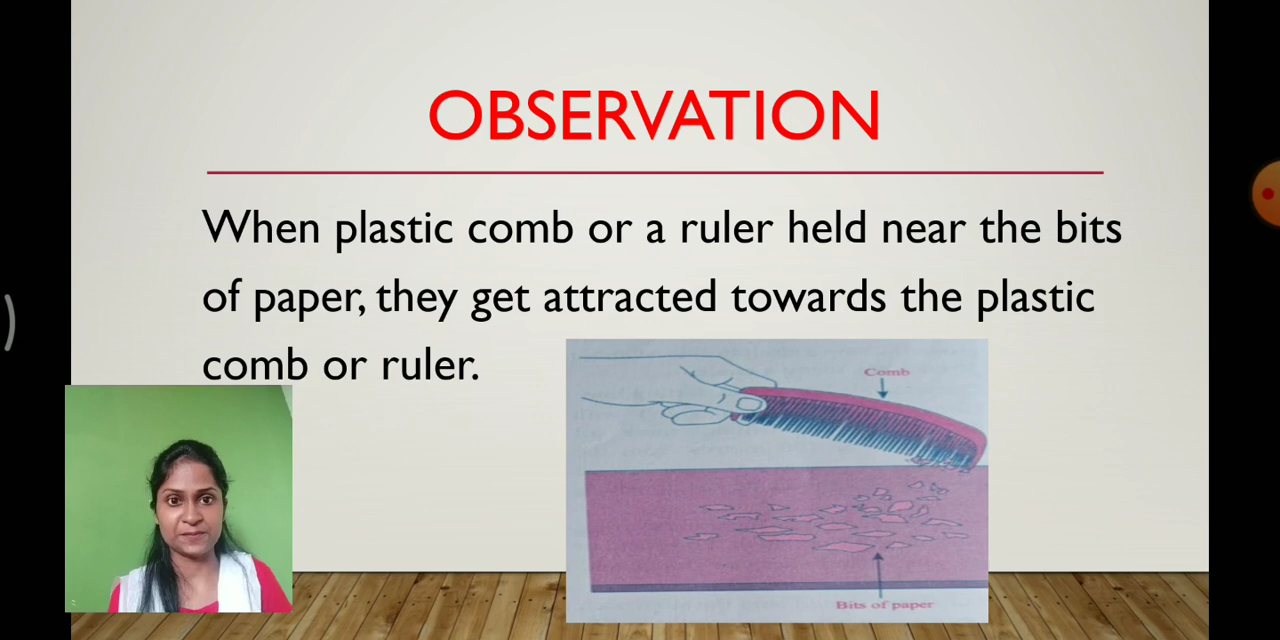 OBSERVATION
When plastic comb or a ruler held near the bits
of paper, they get attracted towards the plastic
comb or ruler.
Comb
Bits of paper